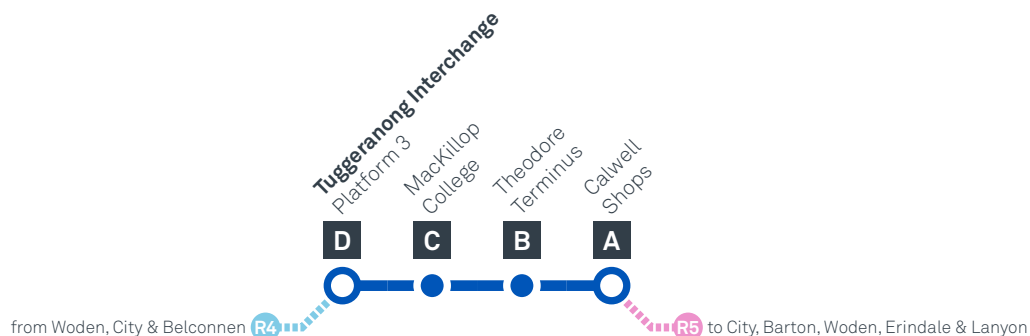 Tuggeranong Interchange
Platform 3
MacKillop
College
Theodore
Terminus
Calwell
Shops
D
C
B
A
from Woden, City & Belconnen R4
R5 to City, Barton, Woden, Erindale & Lanyon